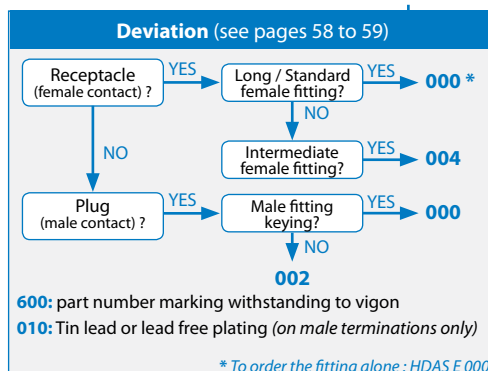 Deviation (see pages 58 to 59)
Receptacle
(female contact) ?
YES
Long / Standard
female fitting?
YES
000 *
NO
NO
Intermediate
female fitting?
YES
004
Plug
(male contact) ?
YES
Male fitting
keying?
YES
000
NO
002
600: part number marking withstanding to vigon
010: Tin lead or lead free plating (on male terminations only)
* To order the fitting alone : HDAS E 000